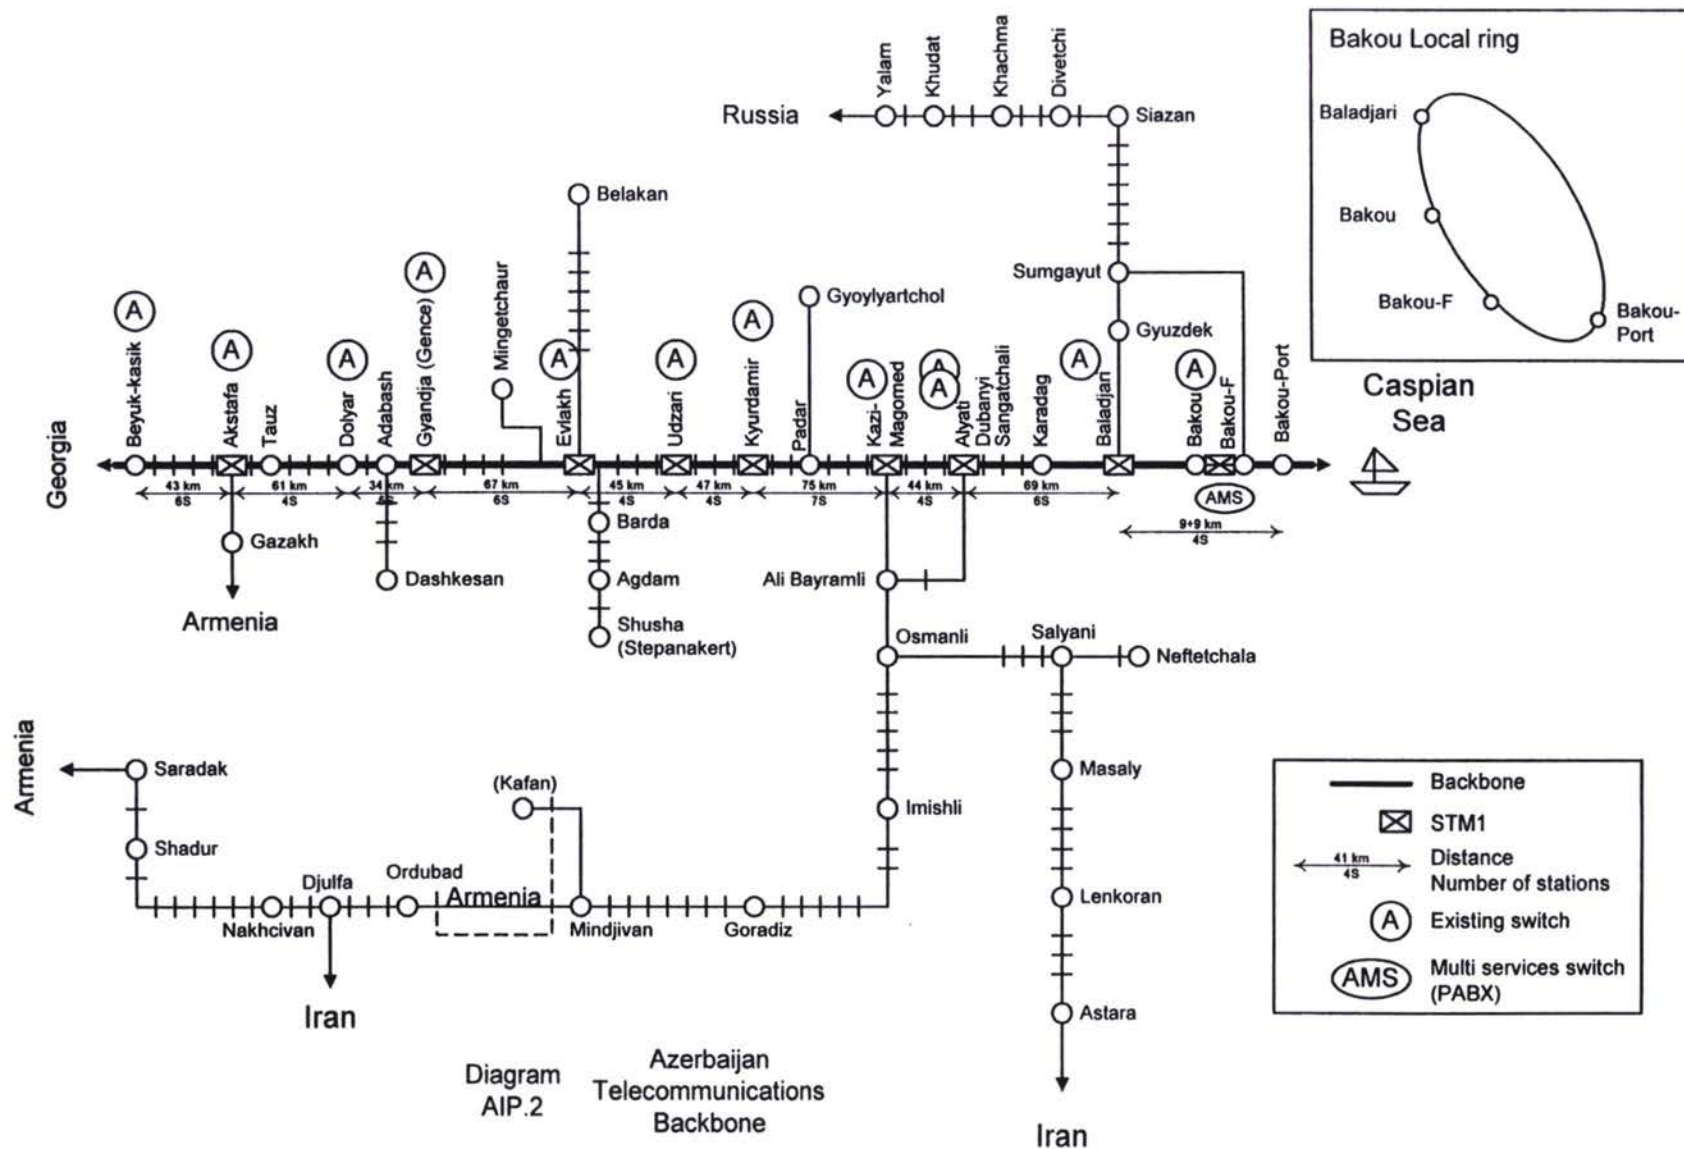 Bakou Local ring
Baladjari
Bakou
Bakou-F
Bakou-
Port
Russia
Yalam
Khudat
Khachma
Divetchi
Siazan
Belakan
Sumgayut
Gyoylyartchol
Gyuzdek
Caspian
Sea
A
A
A
A
A
A
A
A
A
A
A
A
Georgia
Beyuk-kasik
Akstafa
Tauz
Dolyar
Adabash
Gyandja (Gence)
Mingetchaur
Evlakh
Udzari
Kyurdamir
Padar
Kazi-
Magomed
Alyati
Dubanyi
Sangatchali
Karadag
Baladjari
Bakou
Bakou-F
Bakou-Port
43 km
6S
61 km
4S
34 km
67 km
6S
45 km
4S
47 km
4S
75 km
7S
44 km
4S
69 km
6S
AMS
9+9 km
4S
Gazakh
Armenia
Dashkesan
Barda
Agdam
Shusha
(Stepanakert)
Ali Bayramli
Osmanli
Salyani
Neftetchala
Armenia
Saradak
(Kafan)
Imishli
Masaly
Shadur
Djulfa
Ordubad
Armenia
Lenkoran
Nakhcivan
Mindjivan
Goradiz
Iran
Astara
Iran
Backbone
STM1
41 km
4S
Distance
Number of stations
A
Existing switch
AMS
Multi services switch
(PABX)
Diagram
AIP.2
Azerbaijan
Telecommunications
Backbone